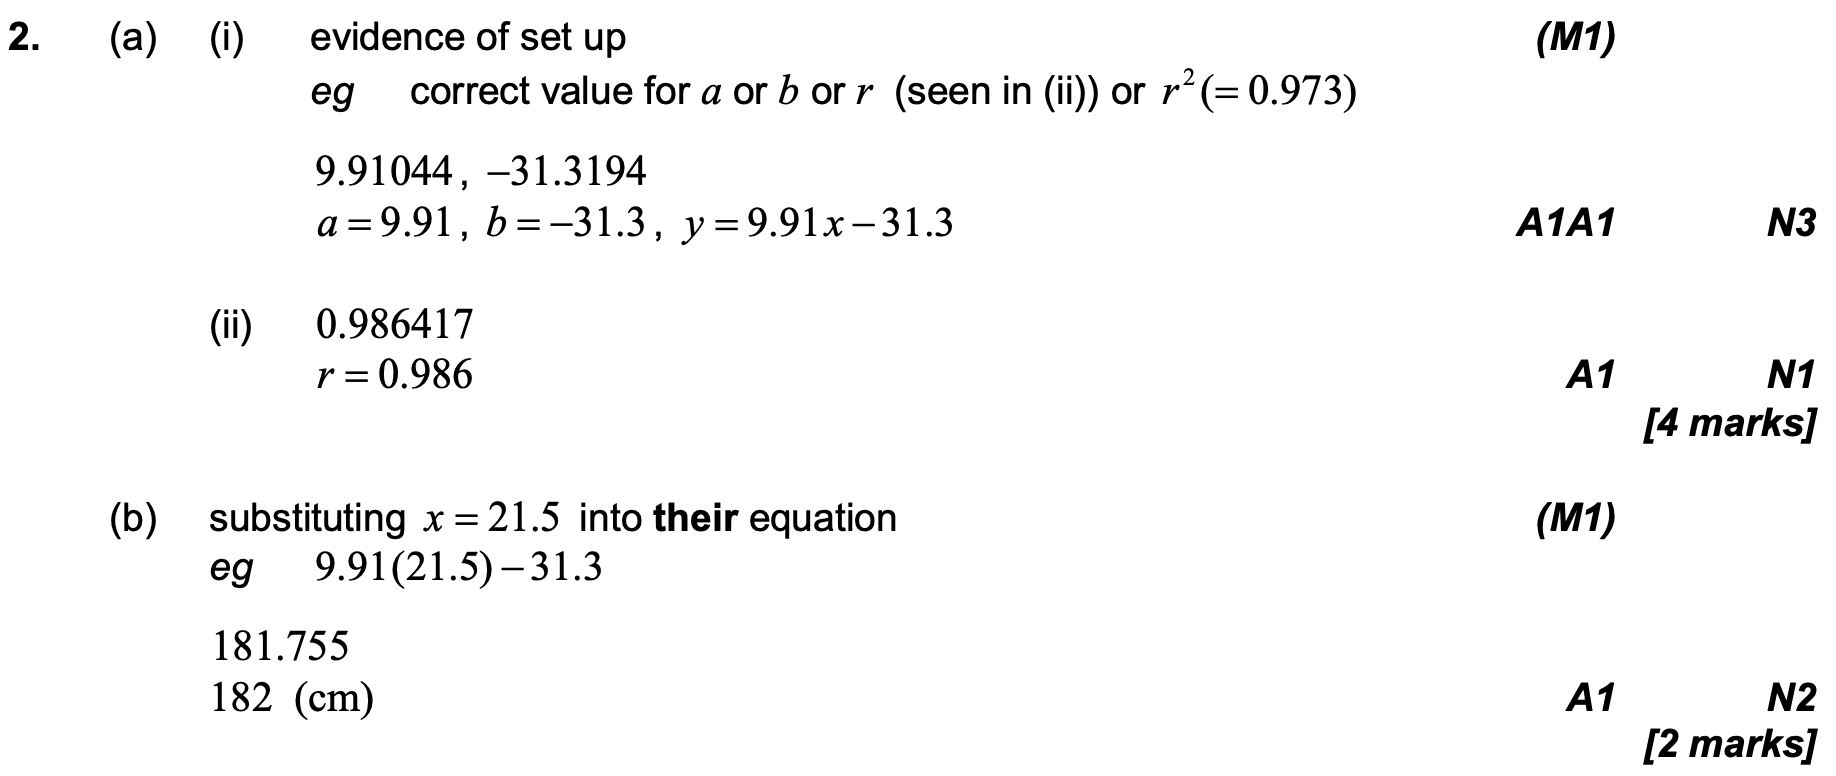 2. (a) (i) evidence of set up (M1)
eg correct value for a or b or r (seen in (ii)) or r²(= 0.973)
9.91044, −31.3194
a = 9.91, b = −31.3, y = 9.91x − 31.3 A1A1 N3
(ii) 0.986417
r = 0.986 A1 N1
[4 marks]
(b) substituting x = 21.5 into their equation (M1)
eg 9.91(21.5) − 31.3
181.755
182 (cm) A1 N2
[2 marks]